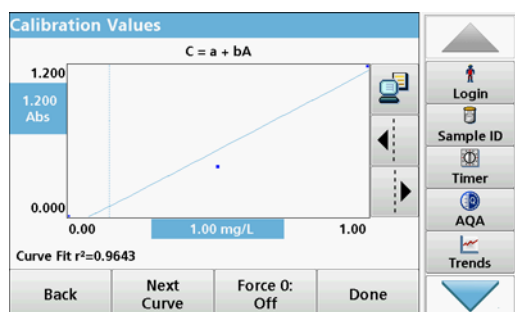 Calibration Values
C = a + bA
1.200
1.200
Abs
0.000
0.00
1.00 mg/L
1.00
Curve Fit r²=0.9643
Back
Next
Curve
Force 0:
Off
Done
Login
Sample ID
Timer
AQA
Trends